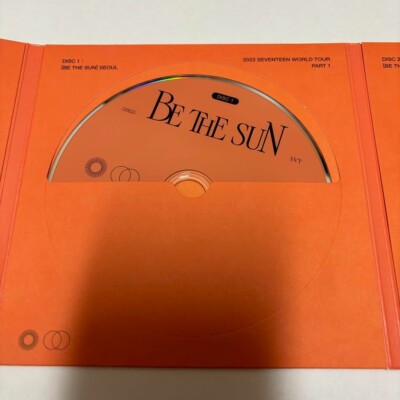 DISC 1 :
[BE THE SUN] SEOUL
2022 SEVENTEEN WORLD TOUR
PART 1 .
DISC 2
[BE TH
DISC 1
BE THE SUN